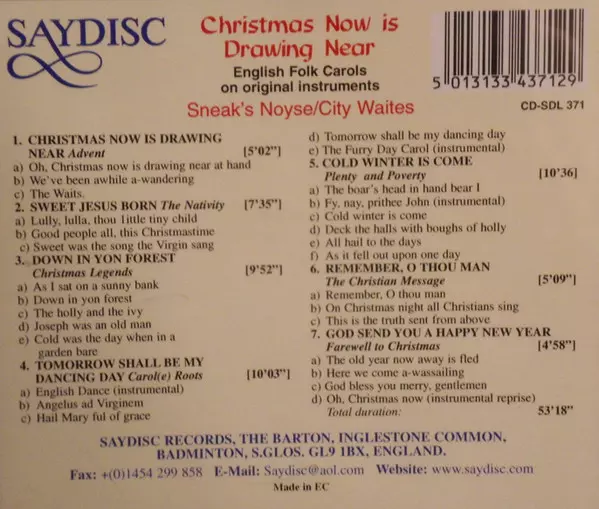 SAYDISC
Christmas Now is
Drawing Near
English Folk Carols
on original instruments
Sneak's Noyse/City Waites
5 013133 437129
CD-SDL 371
1. CHRISTMAS NOW IS DRAWING
NEAR Advent [5'02"]
a) Oh, Christmas now is drawing near at hand
b) We've been awhile a-wandering
c) The Waits.
2. SWEET JESUS BORN The Nativity [7'35"]
a) Lully, lulla, thou little tiny child
b) Good people all, this Christmastime
c) Sweet was the song the Virgin sang
3. DOWN IN YON FOREST
Christmas Legends [9'52"]
a) As I sat on a sunny bank
b) Down in yon forest
c) The holly and the ivy
d) Joseph was an old man
e) Cold was the day when in a
garden bare
4. TOMORROW SHALL BE MY
DANCING DAY Carol(e) Roots [10'03"]
a) English Dance (instrumental)
b) Angelus ad Virginem
c) Hail Mary ful of grace
d) Tomorrow shall be my dancing day
e) The Furry Day Carol (instrumental)
5. COLD WINTER IS COME
Plenty and Poverty [10'36]
a) The boar's head in hand bear I
b) Fy, nay, prithee John (instrumental)
c) Cold winter is come
d) Deck the halls with boughs of holly
e) All hail to the days
f) As it fell out upon one day
6. REMEMBER, O THOU MAN
The Christian Message [5'09"]
a) Remember, O thou man
b) On Christmas night all Christians sing
c) This is the truth sent from above
7. GOD SEND YOU A HAPPY NEW YEAR
Farewell to Christmas [4'58"]
a) The old year now away is fled
b) Here we come a-wassailing
c) God bless you merry, gentlemen
d) Oh, Christmas now (instrumental reprise)
Total duration: 53'18"
SAYDISC RECORDS, THE BARTON, INGLESTONE COMMON,
BADMINTON, S.GLOS. GL9 1BX, ENGLAND.
Fax: +(0)1454 299 858 E-Mail: Saydisc@aol.com Website: www.saydisc.com
Made in EC